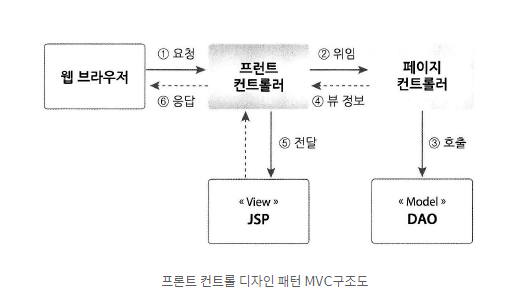 ① 요청
② 위임
웹 브라우저
프런트
컨트롤러
페이지
컨트롤러
⑥ 응답
④ 뷰 정보
⑤ 전달
③ 호출
« View »
JSP
« Model »
DAO
프론트 컨트롤 디자인 패턴 MVC구조도